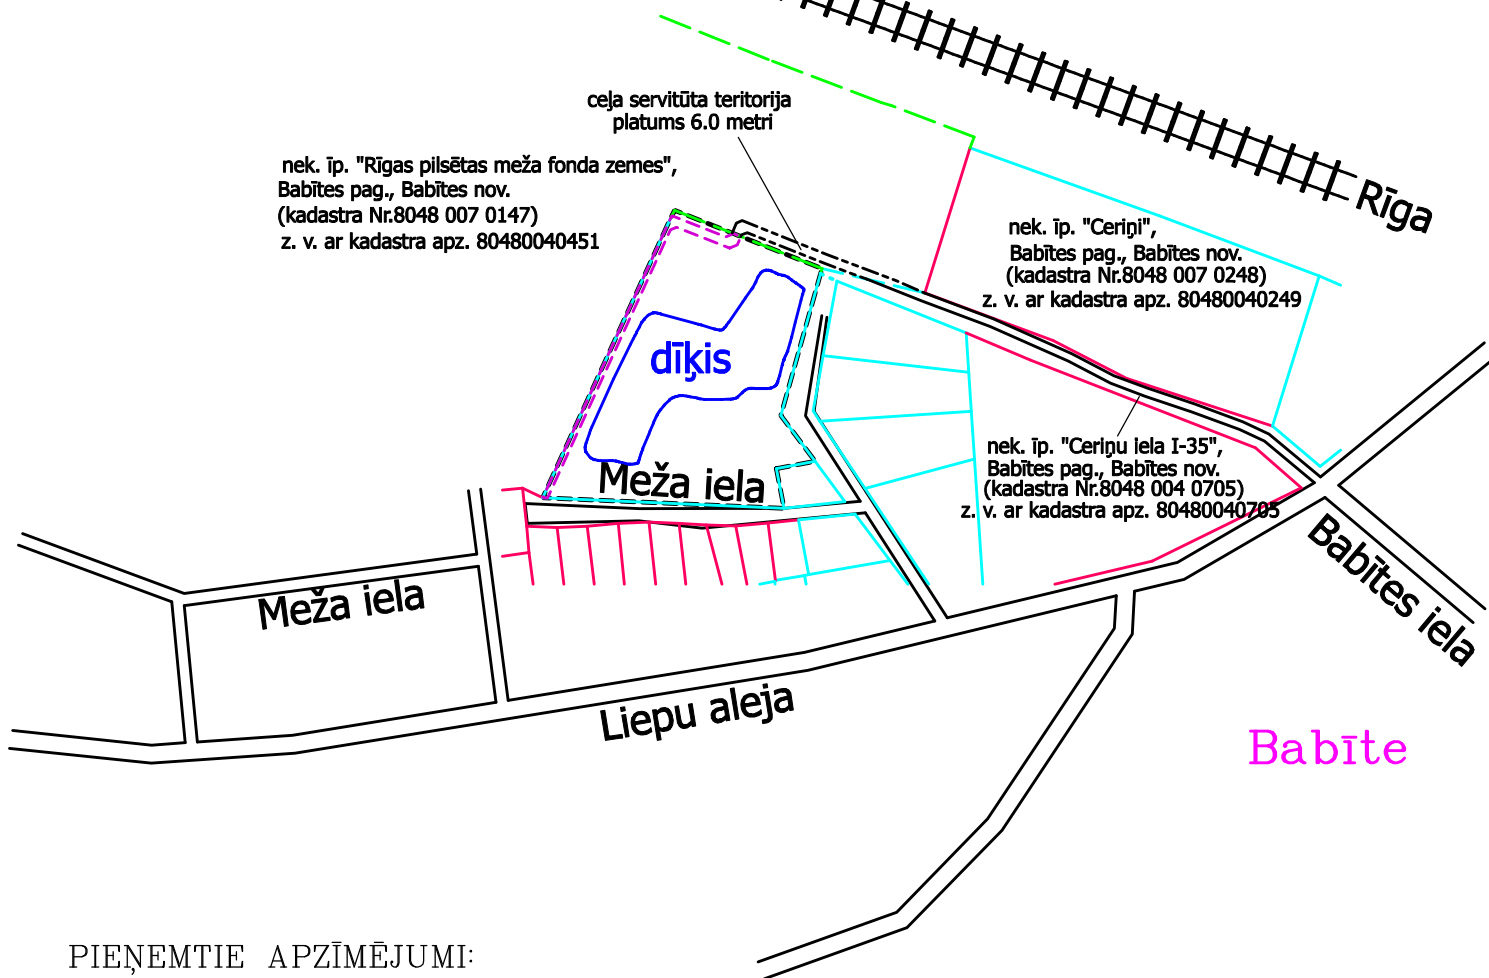 ceļa servitūta teritorija
platums 6.0 metri
nek. īp. "Rīgas pilsētas meža fonda zemes",
Babītes pag., Babītes nov.
(kadastra Nr.8048 007 0147)
z. v. ar kadastra apz. 80480040451
Rīga
nek. īp. "Ceriņi",
Babītes pag., Babītes nov.
(kadastra Nr.8048 007 0248)
z. v. ar kadastra apz. 80480040249
dīķis
nek. īp. "Ceriņu iela I-35",
Babītes pag., Babītes nov.
(kadastra Nr.8048 004 0705)
z. v. ar kadastra apz. 80480040705
Meža iela
Babītes iela
Meža iela
Liepu aleja
Babīte
PIEŅEMTIE APZĪMĒJUMI: